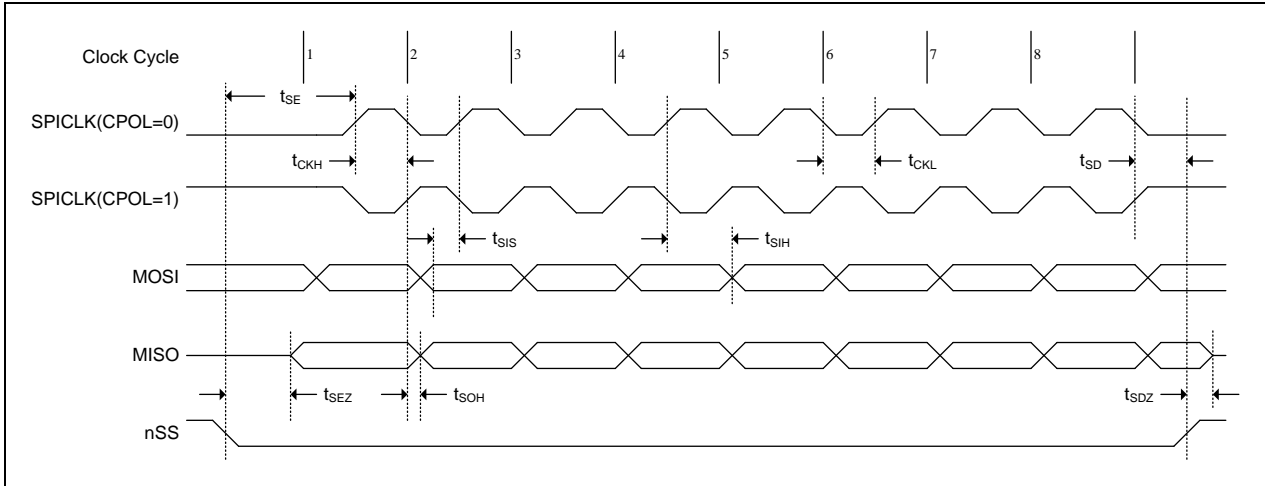 Clock Cycle 1 2 3 4 5 6 7 8
tSE
SPICLK(CPOL=0)
tCKH tCKL tSD
SPICLK(CPOL=1)
tSIS tSIH
MOSI
MISO
tSEZ tSOH tSDZ
nSS